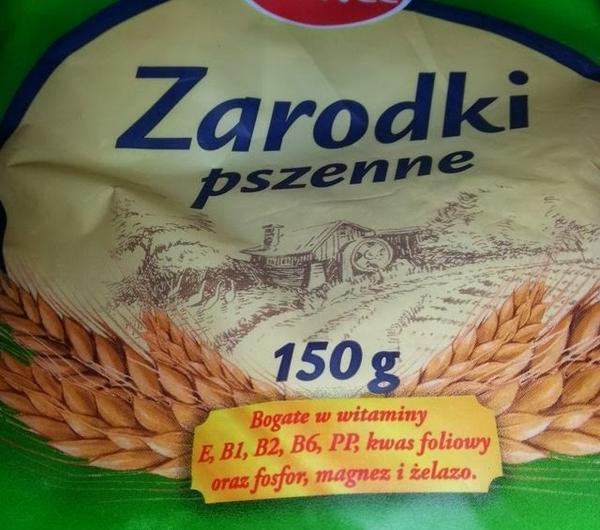 Zarodki
pszenne
150 g
Bogate w witaminy
E, B1, B2, B6, PP, kwas foliowy
oraz fosfor, magnez i żelazo.